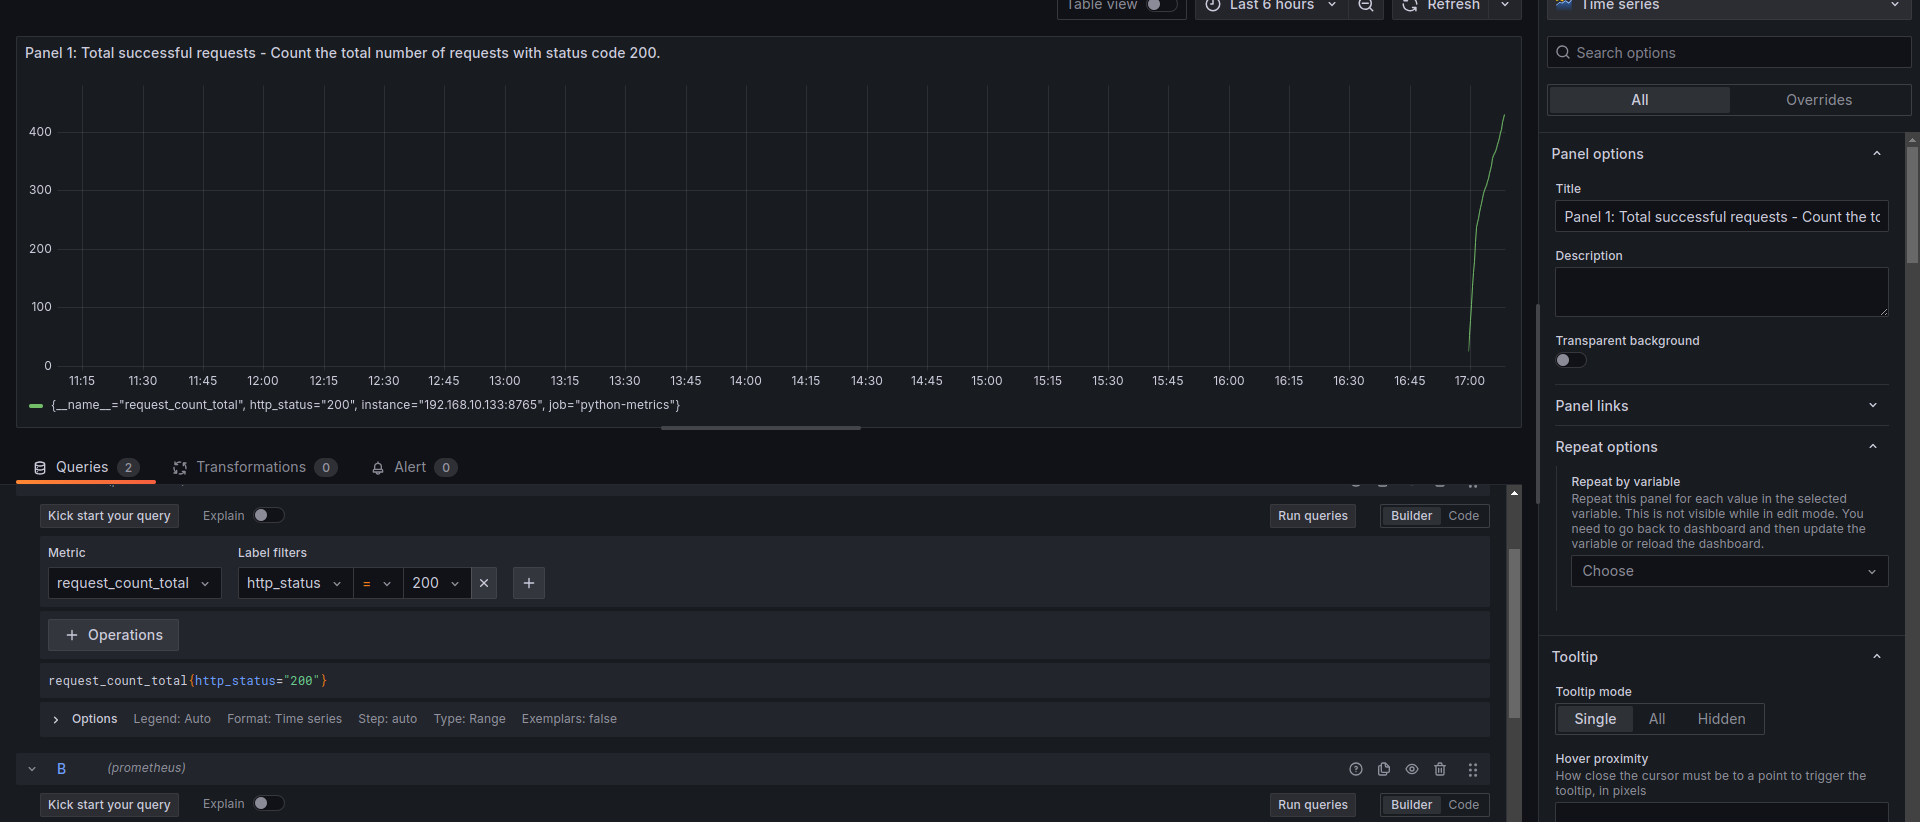 Table view
Last 6 hours
Refresh
Time series
Panel 1: Total successful requests - Count the total number of requests with status code 200.
400
300
200
100
0
11:15 11:30 11:45 12:00 12:15 12:30 12:45 13:00 13:15 13:30 13:45 14:00 14:15 14:30 14:45 15:00 15:15 15:30 15:45 16:00 16:15 16:30 16:45 17:00
{__name__="request_count_total", http_status="200", instance="192.168.10.133:8765", job="python-metrics"}
Queries 2 Transformations 0 Alert 0
Kick start your query Explain Run queries Builder Code
Metric Label filters
request_count_total http_status = 200
+ Operations
request_count_total{http_status="200"}
Options Legend: Auto Format: Time series Step: auto Type: Range Exemplars: false
B (prometheus)
Kick start your query Explain Run queries Builder Code
Search options
All Overrides
Panel options
Title
Panel 1: Total successful requests - Count the to
Description
Transparent background
Panel links
Repeat options
Repeat by variable
Repeat this panel for each value in the selected
variable. This is not visible while in edit mode. You
need to go back to dashboard and then update the
variable or reload the dashboard.
Choose
Tooltip
Tooltip mode
Single All Hidden
Hover proximity
How close the cursor must be to a point to trigger the
tooltip, in pixels